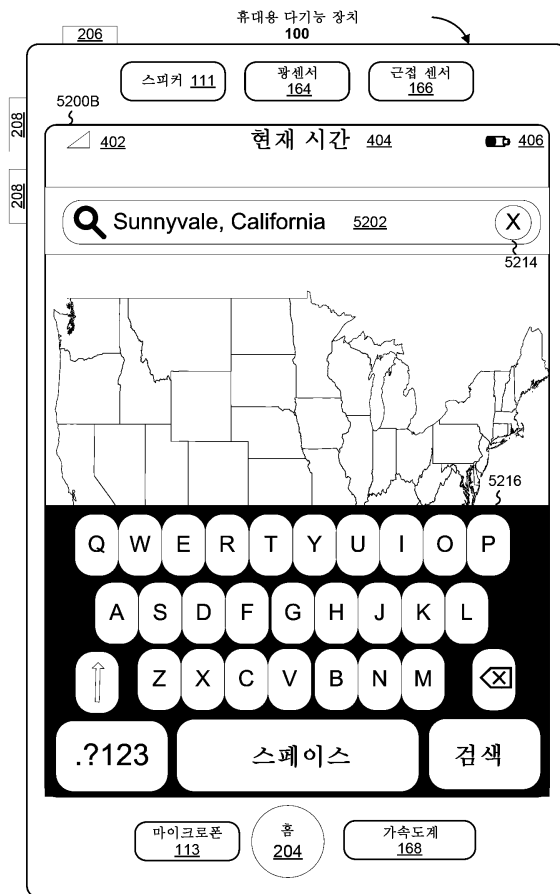 휴대용 다기능 장치
100
206
스피커 111
광센서
164
근접 센서
166
5200B
208
208
402
현재 시간 404
406
Sunnyvale, California 5202 X
5214
5216
Q W E R T Y U I O P
A S D F G H J K L
Z X C V B N M
.?123 스페이스 검색
마이크로폰
113
홈
204
가속도계
168